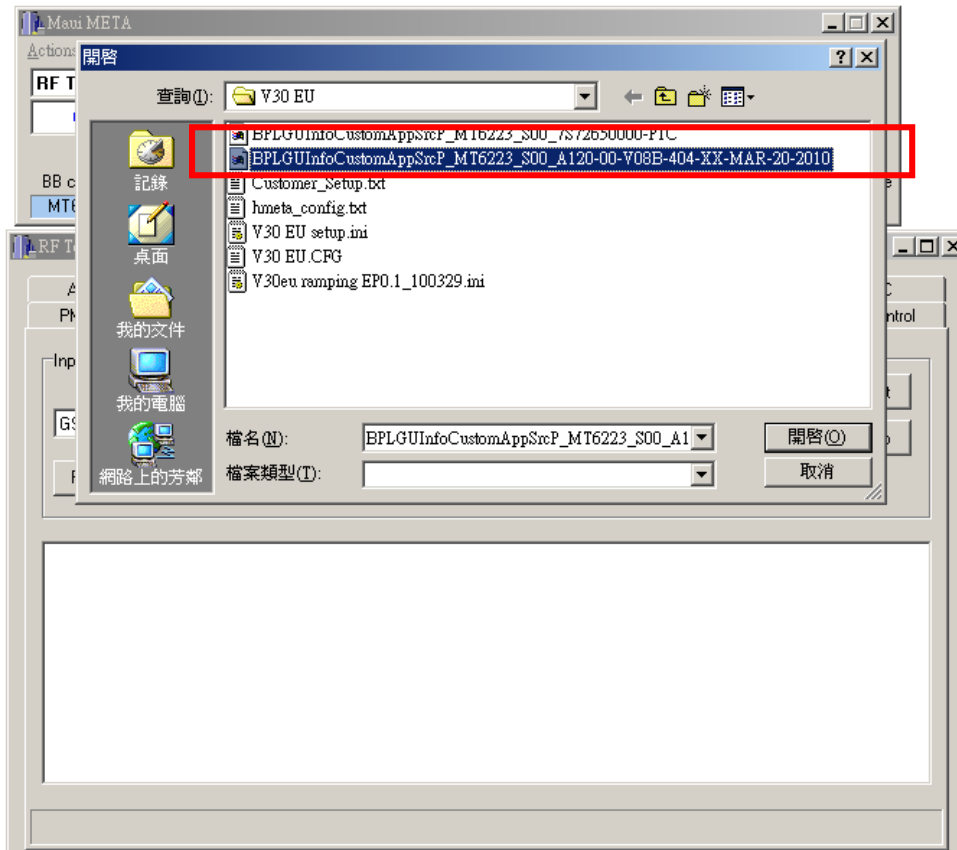 Maui META
Actions
開啓
RF T
查詢(I): V30 EU
BPLGUInfoCustomAppSrcP_MT6223_S00_7S72650000-PTC
BPLGUInfoCustomAppSrcP_MT6223_S00_A120-00-V08B-404-XX-MAR-20-2010
Customer_Setup.txt
hmeta_config.txt
V30 EU setup.ini
V30 EU.CFG
V30eu ramping EP0.1_100329.ini
記錄
桌面
我的文件
我的電腦
網路上的芳鄰
BB c
MT6
RF T
PM
ntrol
Inp
GS
檔名(N): BPLGUInfoCustomAppSrcP_MT6223_S00_A1 開啓(O)
檔案類型(T): 取消